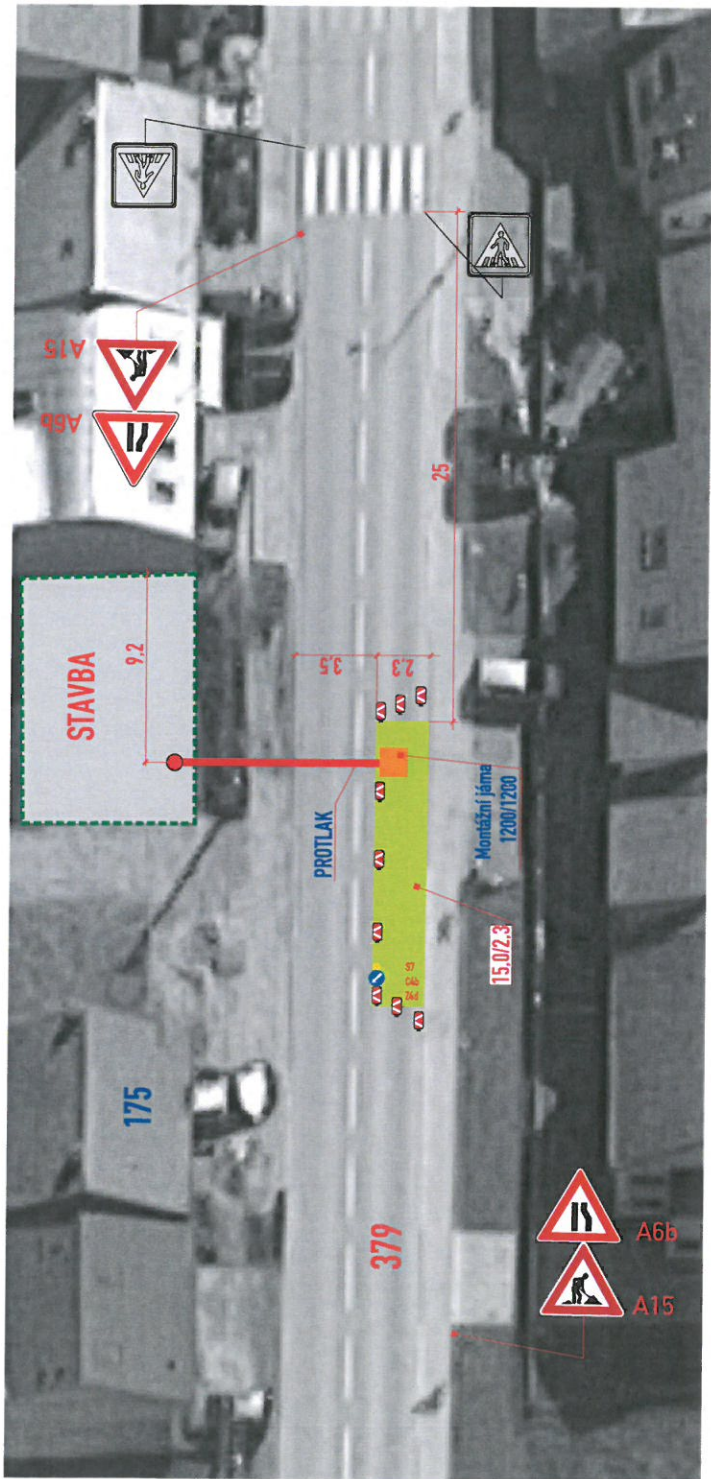 A15
A6b
STAVBA
9,2
25
3,5
2,3
PROTLAK
Montážní jáma
1200/1200
15,0/2,3
S7
C4b
Z4d
175
379
A6b
A15